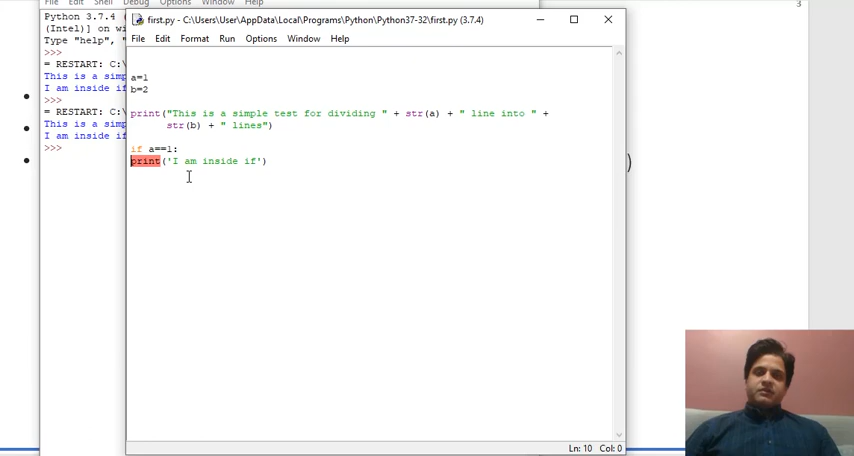 File Edit Shell Debug Options Window Help
3
Python 3.7.4 (
(Intel)] on wi
Type "help", "
>>>
= RESTART: C:\
This is a simp
I am inside if
>>>
= RESTART: C:\
This is a simp
I am inside if
>>>
first.py - C:\Users\User\AppData\Local\Programs\Python\Python37-32\first.py (3.7.4)
File Edit Format Run Options Window Help
a=1
b=2
print("This is a simple test for dividing " + str(a) + " line into " +
str(b) + " lines")
if a==1:
print('I am inside if')
)
Ln: 10 Col: 0